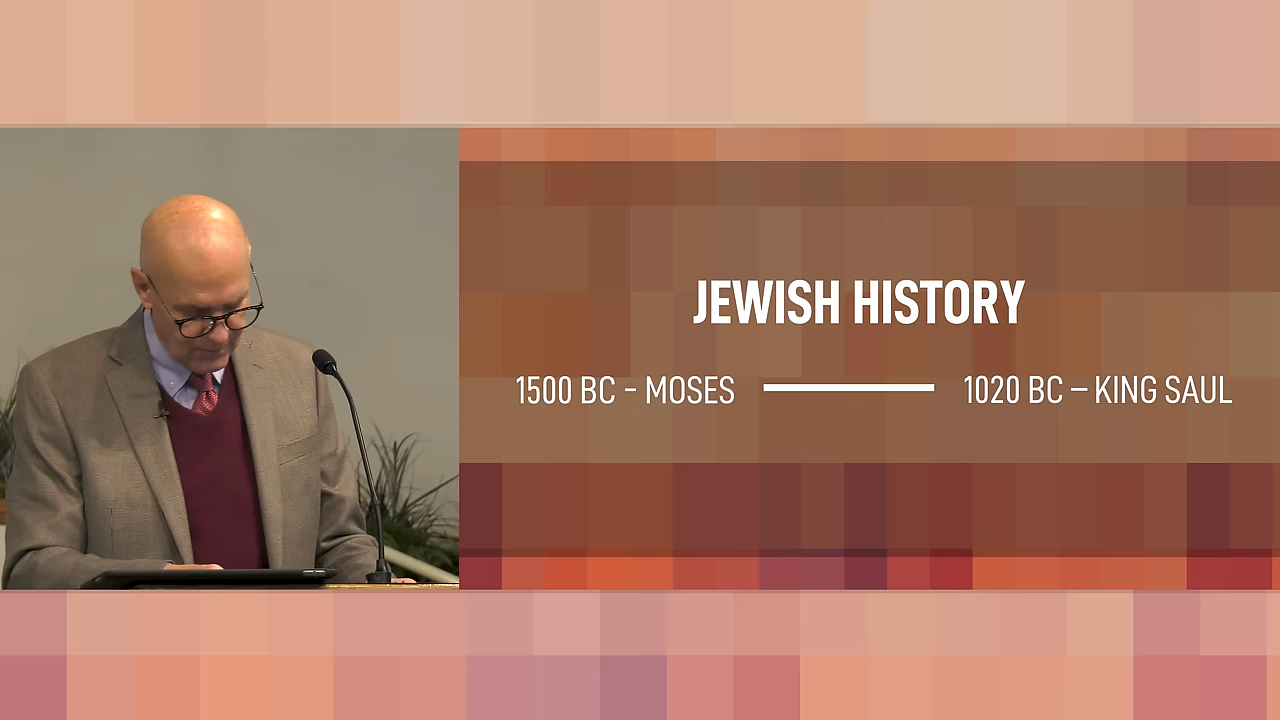 JEWISH HISTORY
1500 BC - MOSES 1020 BC – KING SAUL